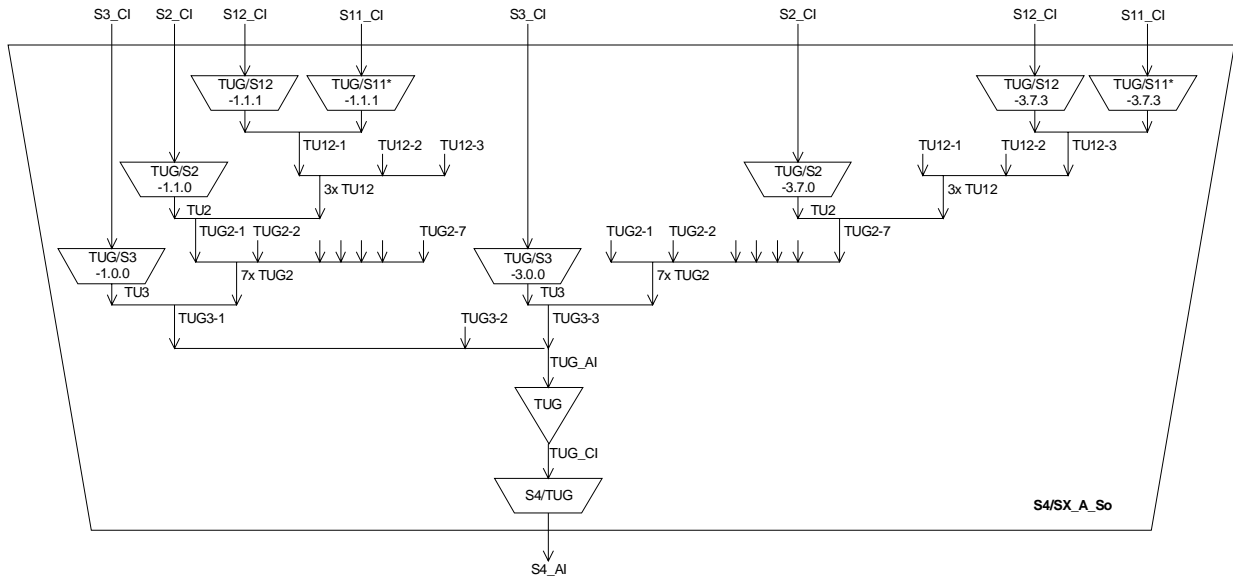 S3_CI S2_CI S12_CI S11_CI S3_CI S2_CI S12_CI S11_CI
TUG/S12
-1.1.1
TUG/S11*
-1.1.1
TUG/S12
-3.7.3
TUG/S11*
-3.7.3
TU12-1 TU12-2 TU12-3 TU12-1 TU12-2 TU12-3
TUG/S2
-1.1.0
3x TU12
TUG/S2
-3.7.0
3x TU12
TU2 TU2
TUG2-1 TUG2-2 TUG2-7 TUG2-1 TUG2-2 TUG2-7
TUG/S3
-1.0.0
7x TUG2
TUG/S3
-3.0.0
7x TUG2
TU3 TU3
TUG3-1 TUG3-2 TUG3-3
TUG_AI
TUG
TUG_CI
S4/TUG
S4/SX_A_So
S4_AI